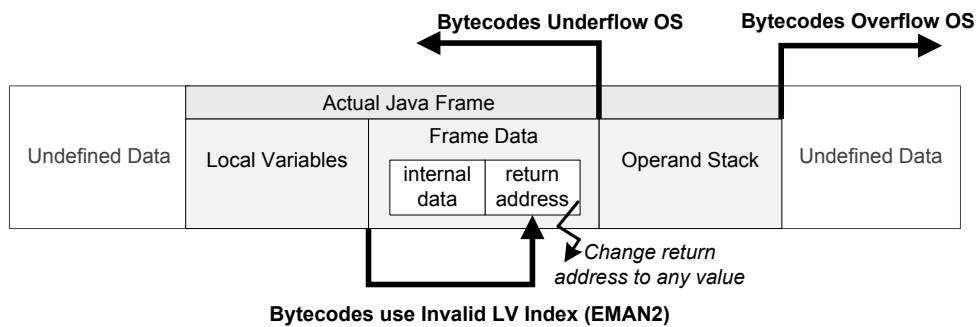 Bytecodes Underflow OS
Bytecodes Overflow OS
Actual Java Frame
Undefined Data
Local Variables
Frame Data
internal
data
return
address
Operand Stack
Undefined Data
Change return
address to any value
Bytecodes use Invalid LV Index (EMAN2)